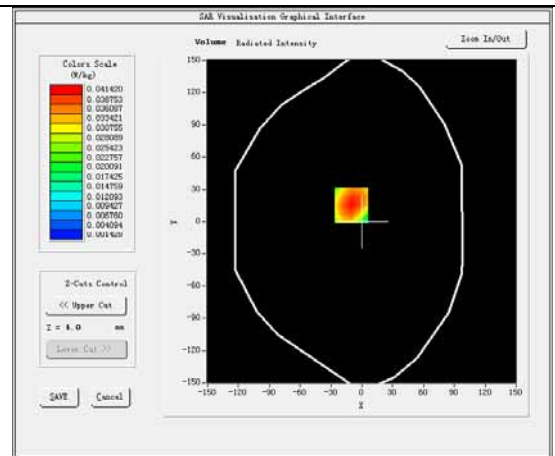 SAR Visualisation Graphical Interface
Volume Radiated Intensity
Zoom In/Out
Colors Scale
(W/kg)
0.041420
0.038753
0.036087
0.033421
0.030755
0.028089
0.025423
0.022757
0.020091
0.017425
0.014759
0.012093
0.009427
0.006760
0.004094
0.001428
150
120
90
60
30
0
-30
-60
-90
-120
-150
Y
-150 -120 -90 -60 -30 0 30 60 90 120 150
X
Z-Cuts Control
<< Upper Cut
Z = 4.0 mm
Lower Cut >>
SAVE Cancel